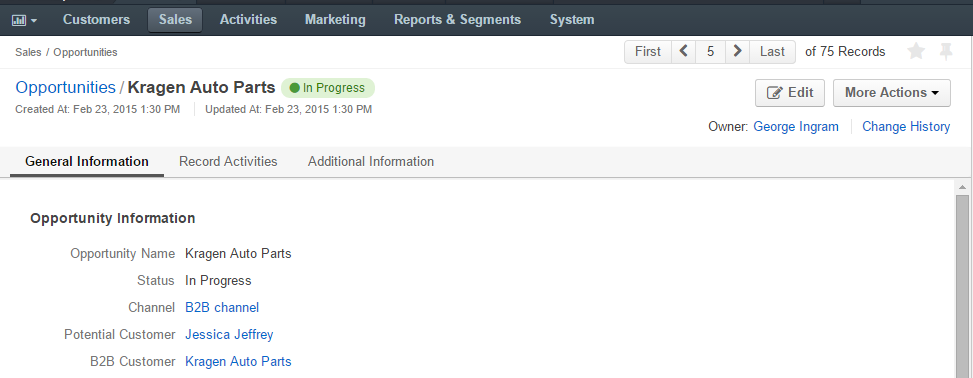 Customers Sales Activities Marketing Reports & Segments System
Sales / Opportunities First 5 Last of 75 Records
Opportunities / Kragen Auto Parts In Progress Edit More Actions
Created At: Feb 23, 2015 1:30 PM Updated At: Feb 23, 2015 1:30 PM
Owner: George Ingram Change History
General Information Record Activities Additional Information
Opportunity Information
Opportunity Name Kragen Auto Parts
Status In Progress
Channel B2B channel
Potential Customer Jessica Jeffrey
B2B Customer Kragen Auto Parts